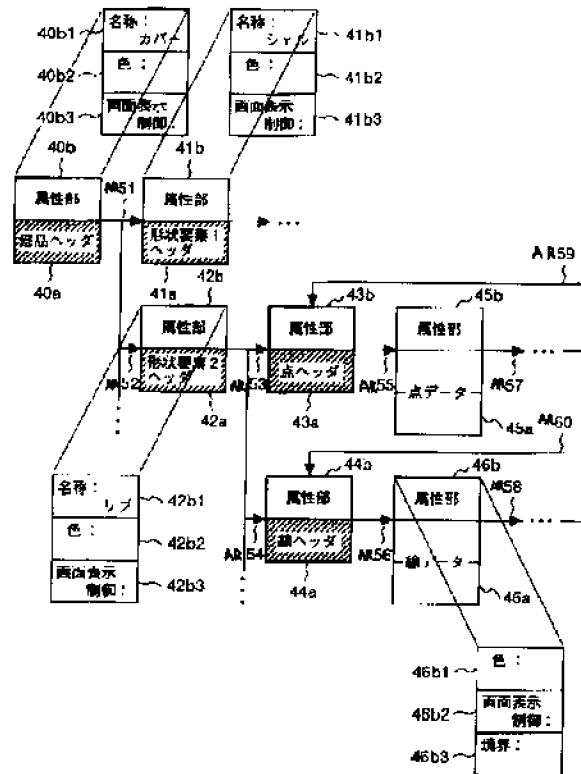 名称：
カバー
色：
画面表示
制御：
40b1
40b2
40b3
名称：
シェル
色：
画面表示
制御：
41b1
41b2
41b3
40b
属性部
部品ヘッダ
40a
AR51
41b
属性部
形状要素1
ヘッダ
41a
...
42b
属性部
形状要素2
ヘッダ
42a
AR52
AR53
43b
属性部
点ヘッダ
43a
AR55
45b
属性部
点データ
45a
AR57
...
AR59
AR60
名称：
リブ
色：
画面表示
制御：
42b1
42b2
42b3
AR54
44b
属性部
線ヘッダ
44a
AR56
46b
属性部
線データ
46a
AR58
...
46b1
色：
46b2
画面表示
制御：
46b3
境界：